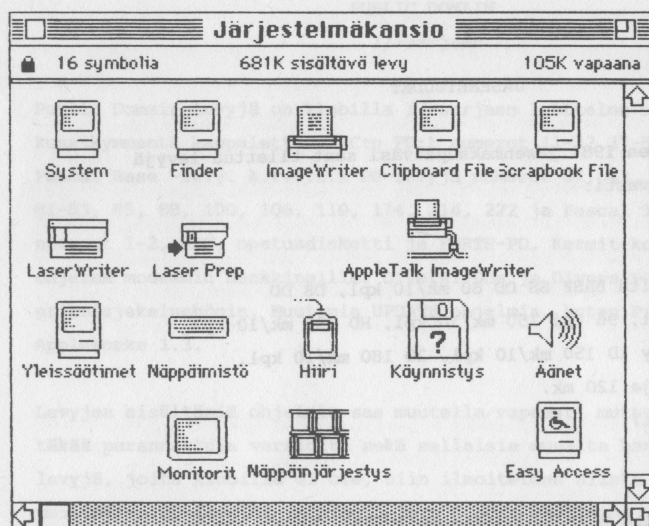 Järjestelmäkansio
16 symbolia 681K sisältävä levy 105K vapaana
System Finder ImageWriter Clipboard File Scrapbook File
LaserWriter Laser Prep AppleTalk ImageWriter
Yleissäätimet Näppäimistö Hiiri Käynnistys Äänet
Monitorit Näppäinjärjestys Easy Access